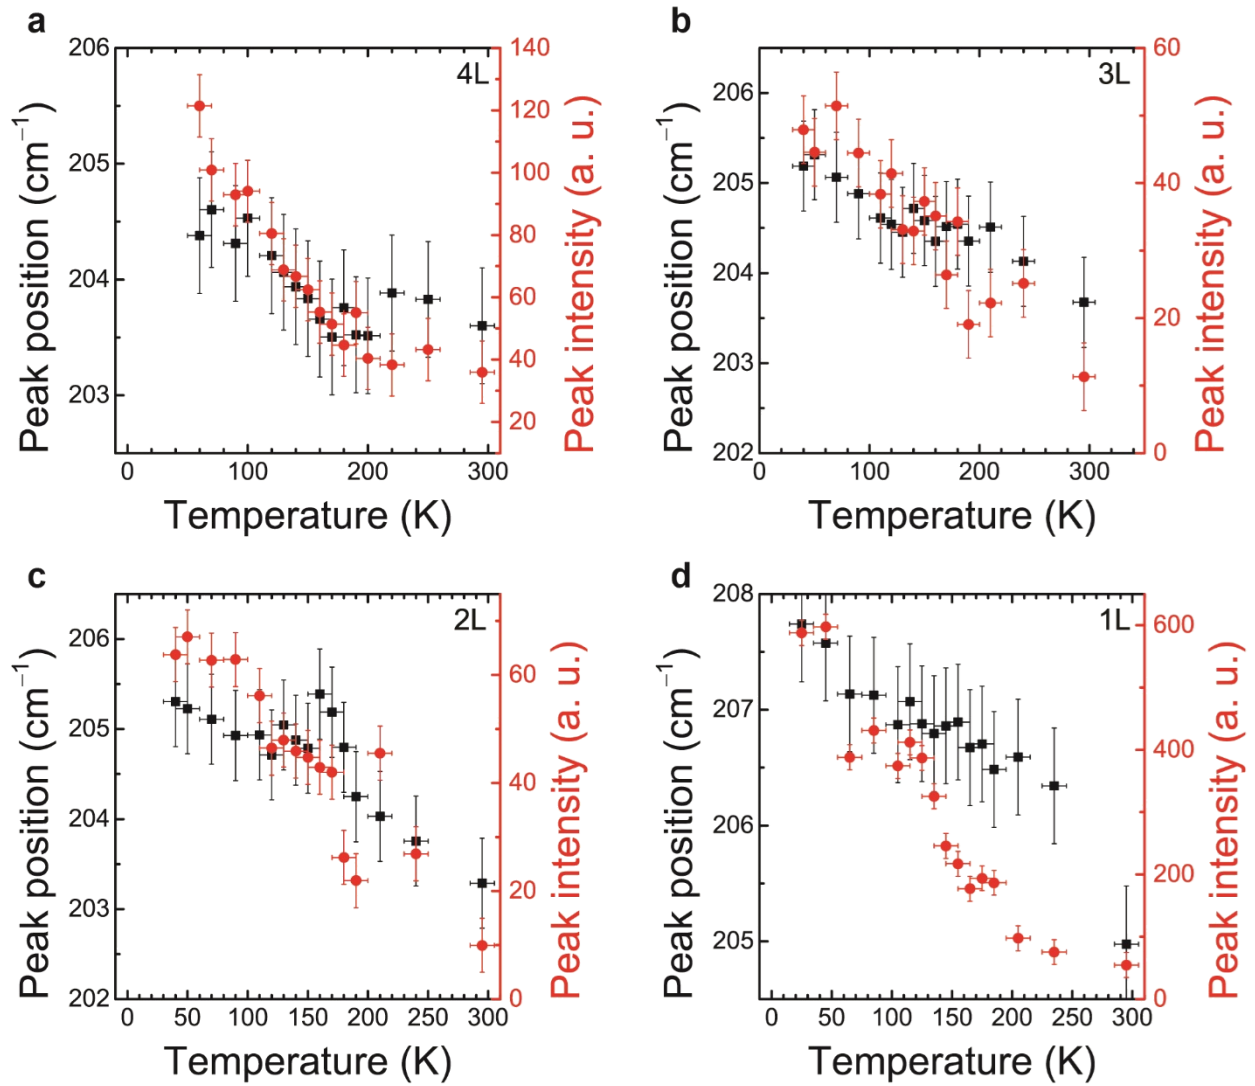 a
b
206
205
204
203
140
120
100
80
60
40
20
4L
Peak position (cm⁻¹)
Peak intensity (a. u.)
0
100
200
300
Temperature (K)
206
205
204
203
202
60
40
20
0
3L
Peak position (cm⁻¹)
Peak intensity (a. u.)
0
100
200
300
Temperature (K)
c
d
206
205
204
203
202
60
40
20
0
2L
Peak position (cm⁻¹)
Peak intensity (a. u.)
0
50
100
150
200
250
300
Temperature (K)
208
207
206
205
600
400
200
0
1L
Peak position (cm⁻¹)
Peak intensity (a. u.)
0
50
100
150
200
250
300
Temperature (K)